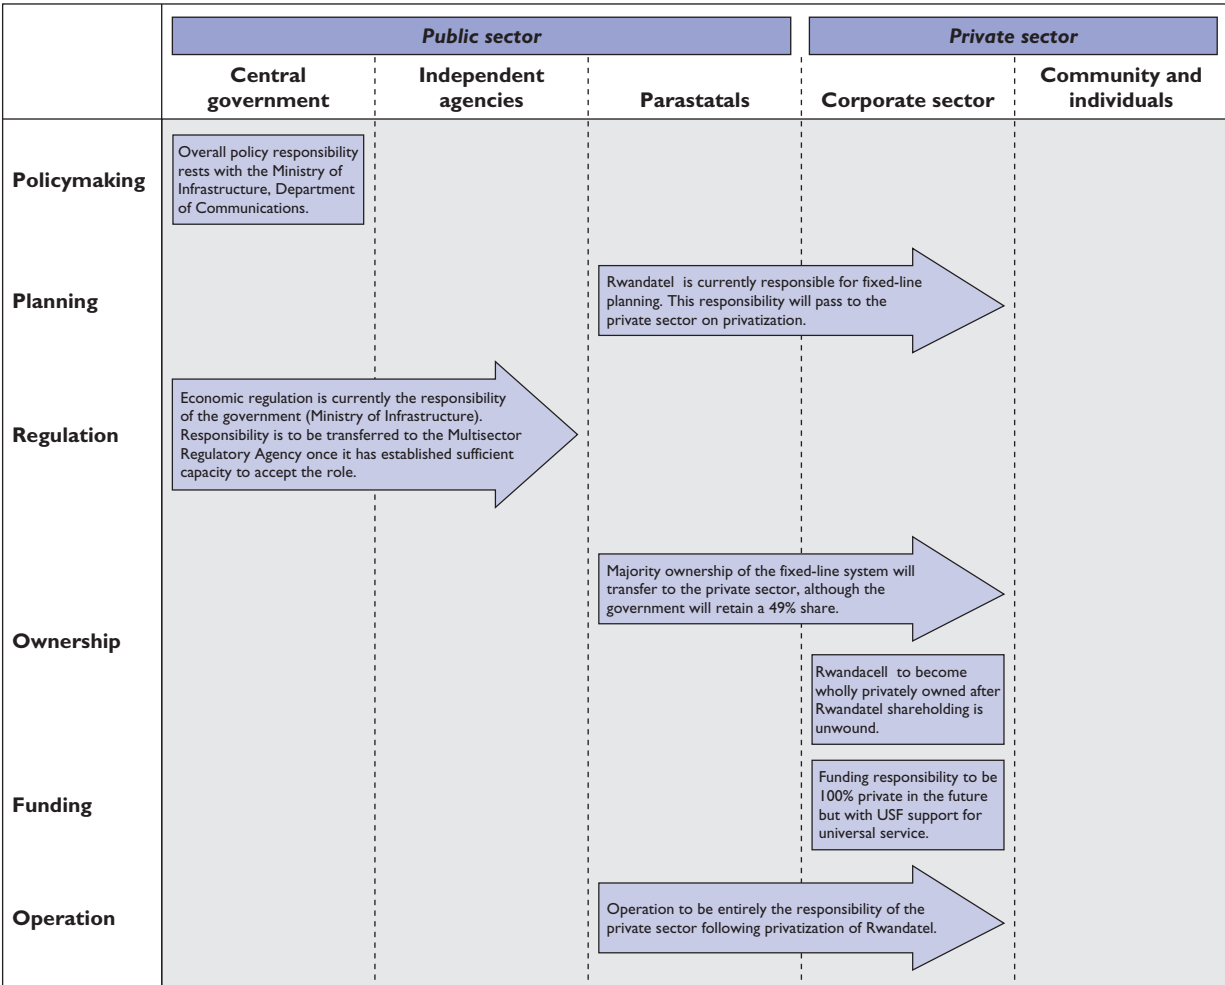 Public sector
Private sector
Central
government
Independent
agencies
Parastatals
Corporate sector
Community and
individuals
Policymaking
Overall policy responsibility
rests with the Ministry of
Infrastructure, Department
of Communications.
Planning
Rwandatel is currently responsible for fixed-line
planning. This responsibility will pass to the
private sector on privatization.
Regulation
Economic regulation is currently the responsibility
of the government (Ministry of Infrastructure).
Responsibility is to be transferred to the Multisector
Regulatory Agency once it has established sufficient
capacity to accept the role.
Ownership
Majority ownership of the fixed-line system will
transfer to the private sector, although the
government will retain a 49% share.
Rwandacell to become
wholly privately owned after
Rwandatel shareholding is
unwound.
Funding
Funding responsibility to be
100% private in the future
but with USF support for
universal service.
Operation
Operation to be entirely the responsibility of the
private sector following privatization of Rwandatel.